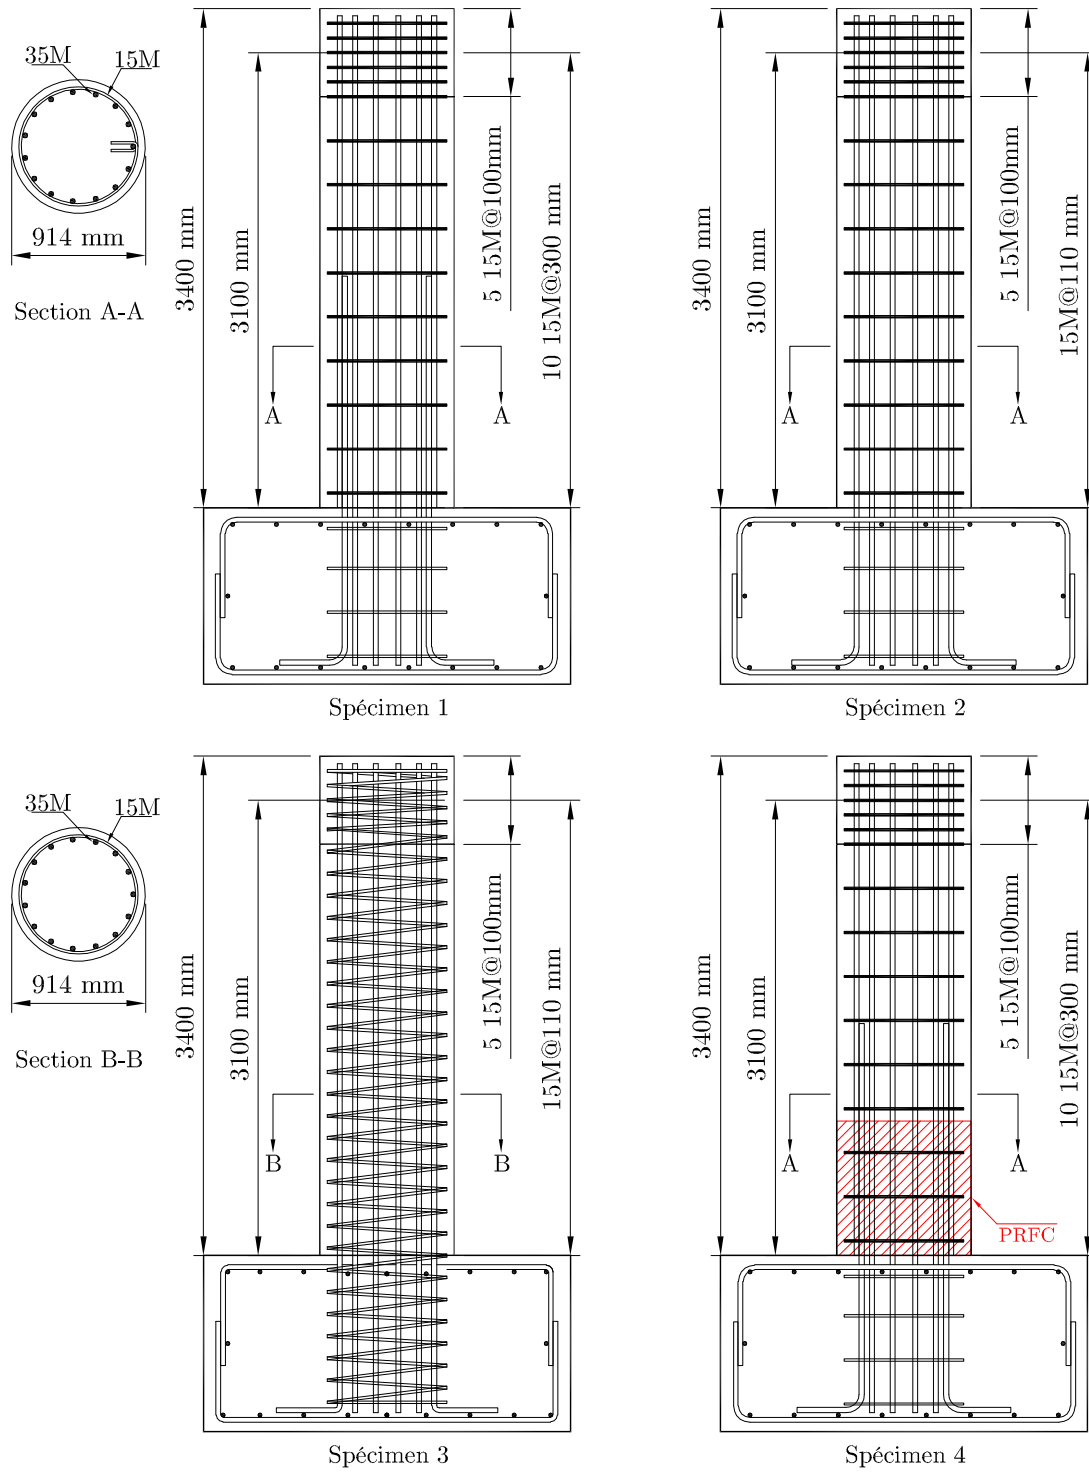 35M
15M
914 mm
Section A-A
3400 mm
3100 mm
5 15M@100mm
10 15M@300 mm
A
A
Spécimen 1
3400 mm
3100 mm
5 15M@100mm
15M@110 mm
A
A
Spécimen 2
35M
15M
914 mm
Section B-B
3400 mm
3100 mm
5 15M@100mm
15M@110 mm
B
B
Spécimen 3
3400 mm
3100 mm
5 15M@100mm
10 15M@300 mm
A
A
PRFC
Spécimen 4